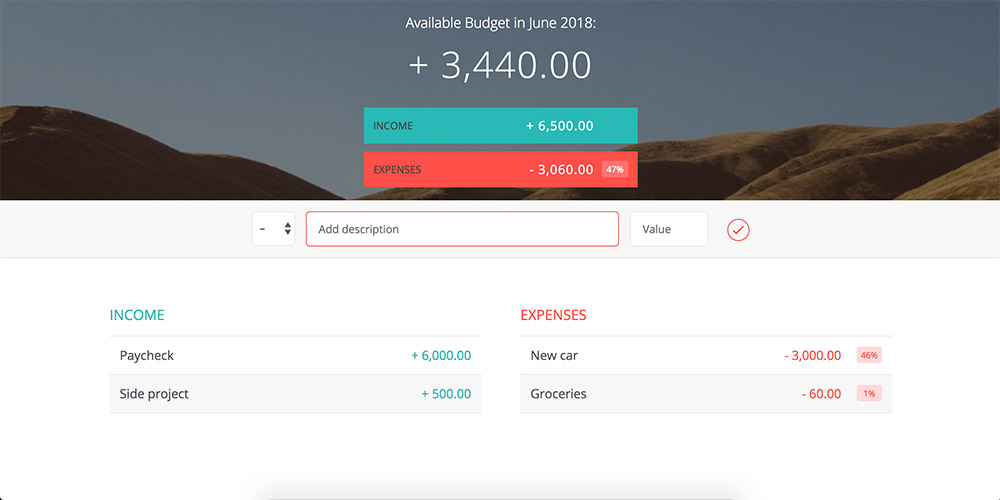 Available Budget in June 2018:
+ 3,440.00
INCOME + 6,500.00
EXPENSES - 3,060.00 47%
- Add description Value
INCOME
Paycheck + 6,000.00
Side project + 500.00
EXPENSES
New car - 3,000.00 46%
Groceries - 60.00 1%